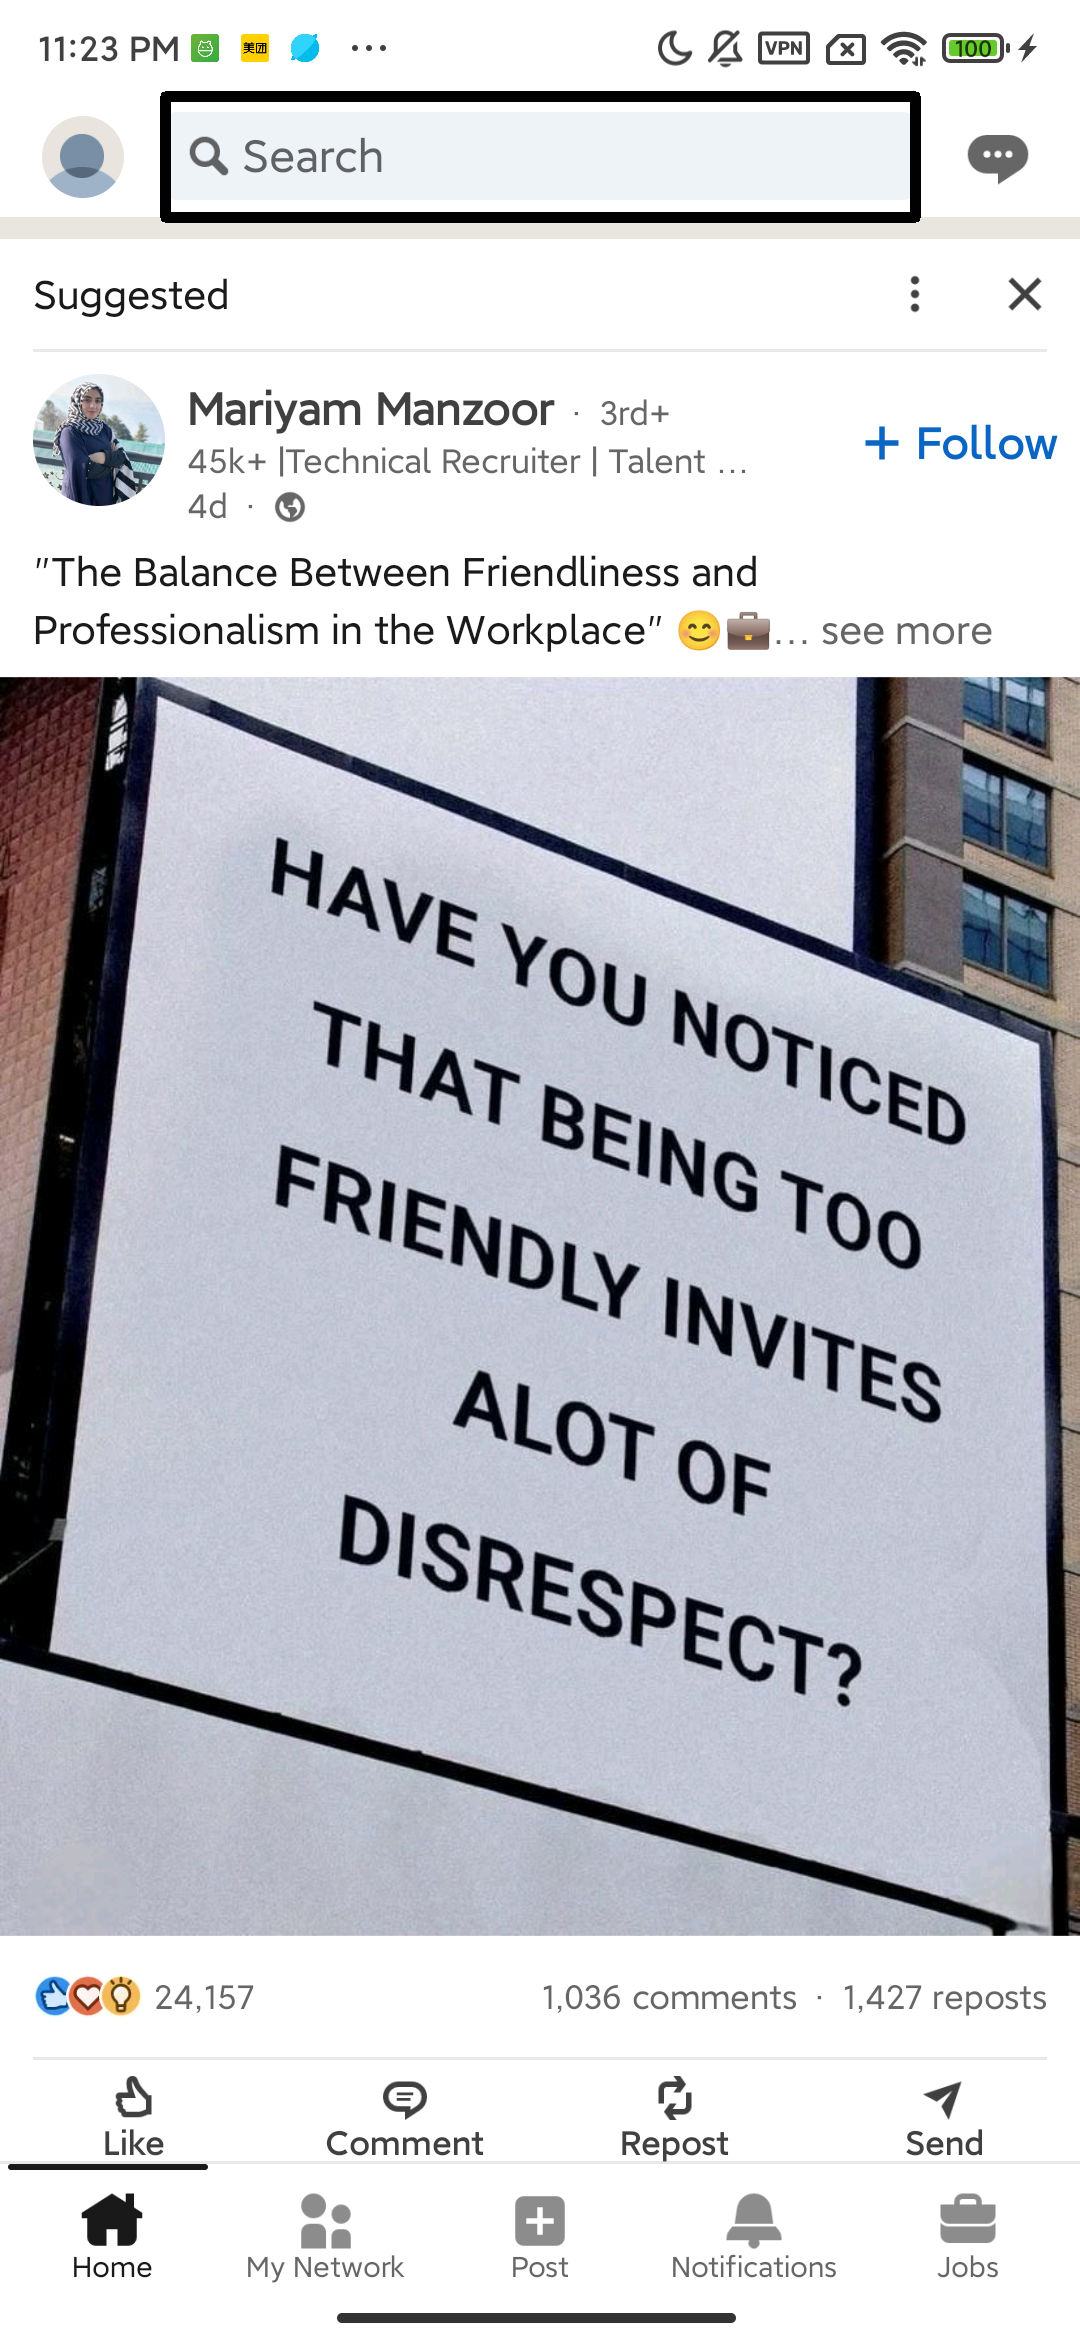 11:23 PM 美团 ... VPN 100
Search
Suggested
Mariyam Manzoor · 3rd+
+ Follow
45k+ |Technical Recruiter | Talent ...
4d ·
"The Balance Between Friendliness and
Professionalism in the Workplace" 😊💼... see more
HAVE YOU NOTICED
THAT BEING TOO
FRIENDLY INVITES
ALOT OF
DISRESPECT?
24,157 1,036 comments · 1,427 reposts
Like Comment Repost Send
Home My Network Post Notifications Jobs